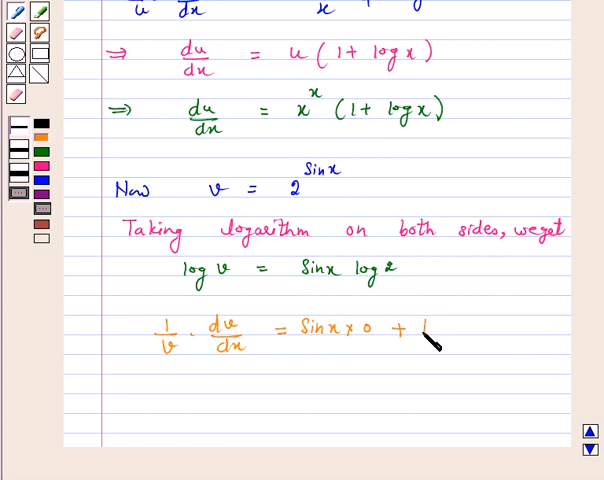 ⇒ du/dx = u (1 + log x)
⇒ du/dx = x^x (1 + log x)
Now v = 2^sinx
Taking logarithm on both sides, we get
log v = sinx log 2
1/v . dv/dx = sinx × 0 + 1